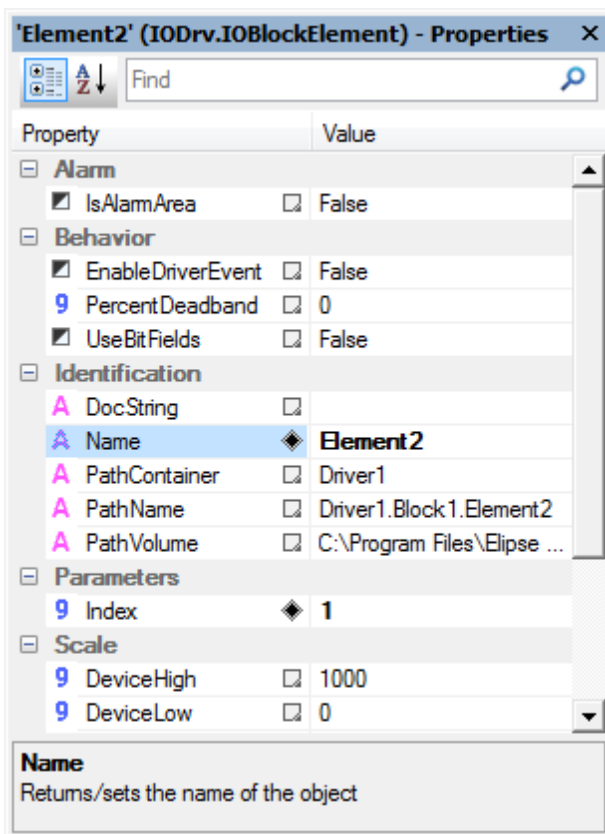 'Element2' (IODrv.IOBlockElement) - Properties
Find
Property Value
Alarm
IsAlarmArea False
Behavior
EnableDriverEvent False
PercentDeadband 0
UseBitFields False
Identification
DocString
Name Element2
PathContainer Driver1
PathName Driver1.Block1.Element2
PathVolume C:\Program Files\Elipse ...
Parameters
Index 1
Scale
DeviceHigh 1000
DeviceLow 0
Name
Returns/sets the name of the object